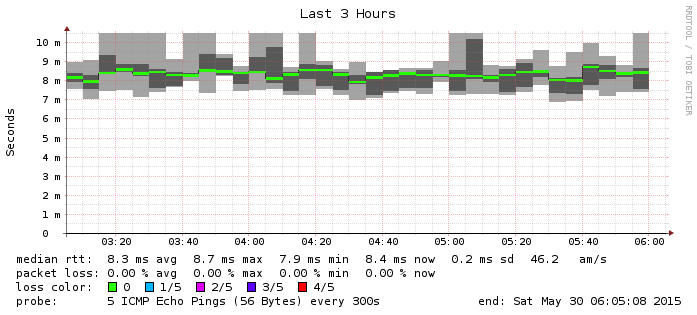 Last 3 Hours
RRDTOOL / TOBI OETIKER
Seconds
10 m
9 m
8 m
7 m
6 m
5 m
4 m
3 m
2 m
1 m
0
03:20 03:40 04:00 04:20 04:40 05:00 05:20 05:40 06:00
median rtt: 8.3 ms avg 8.7 ms max 7.9 ms min 8.4 ms now 0.2 ms sd 46.2 am/s
packet loss: 0.00 % avg 0.00 % max 0.00 % min 0.00 % now
loss color: 0 1/5 2/5 3/5 4/5
probe: 5 ICMP Echo Pings (56 Bytes) every 300s end: Sat May 30 06:05:08 2015